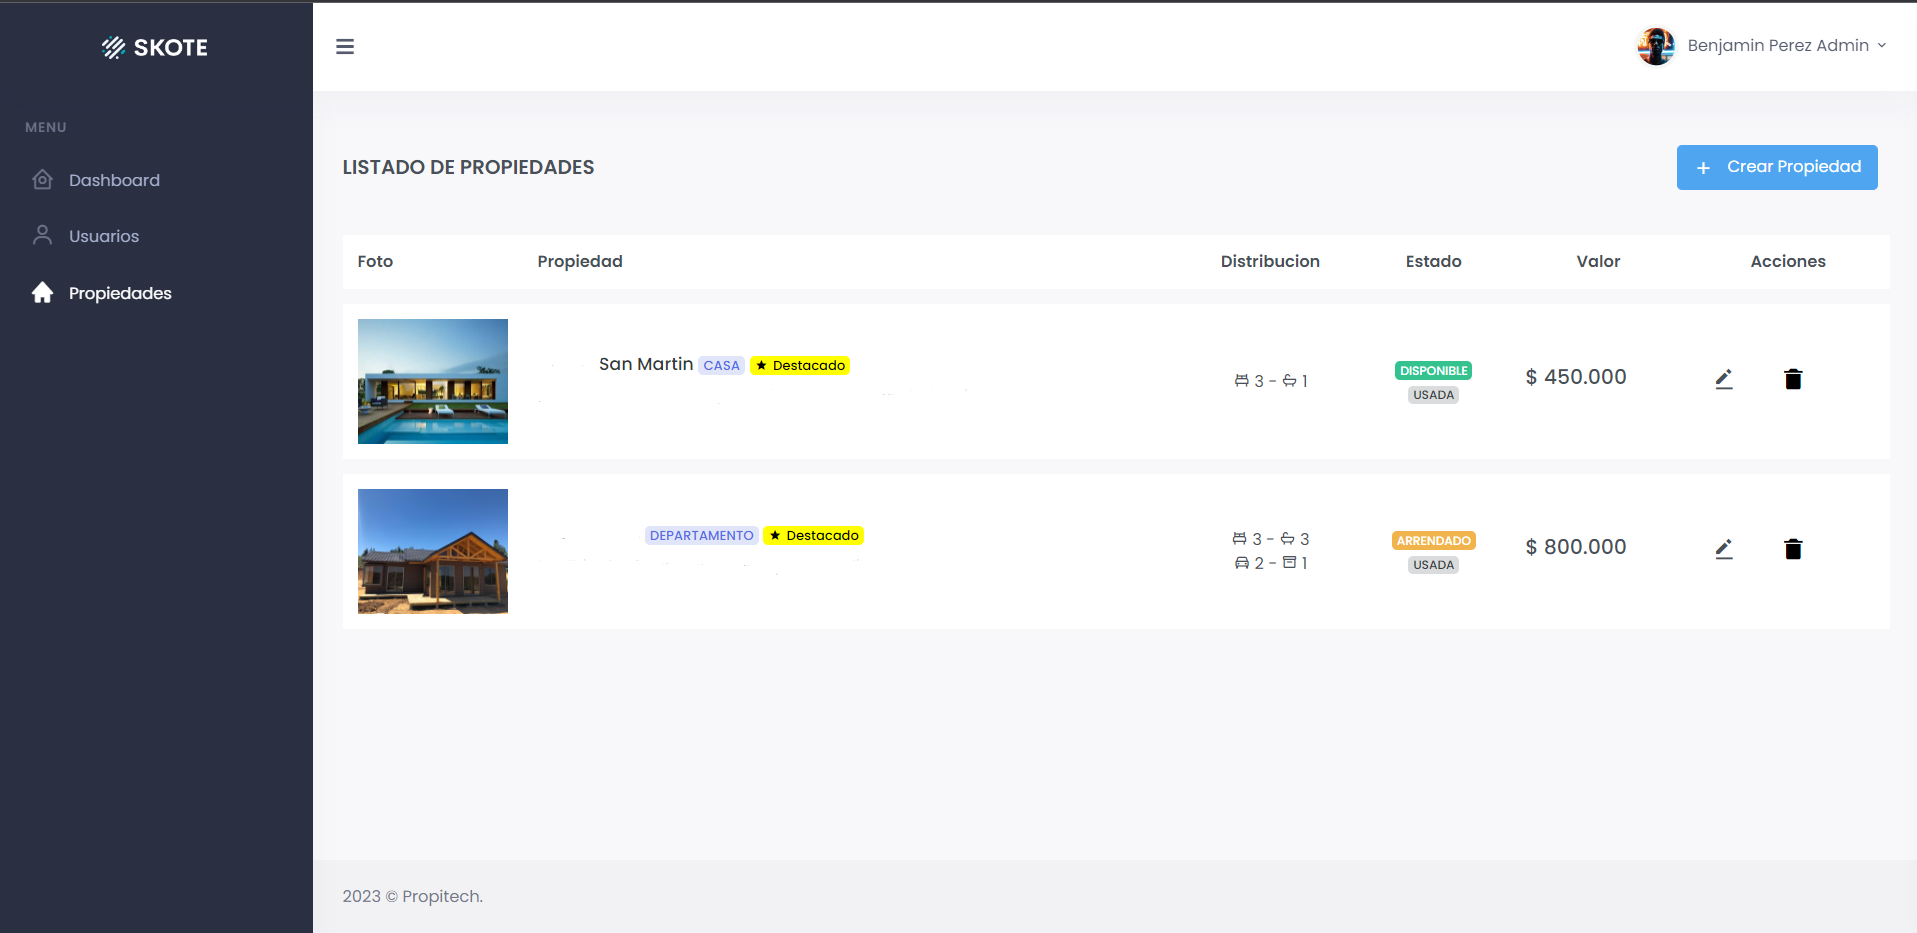 SKOTE
Benjamin Perez Admin
MENU
Dashboard
Usuarios
Propiedades
LISTADO DE PROPIEDADES
+ Crear Propiedad
Foto Propiedad Distribucion Estado Valor Acciones
San Martin CASA ★ Destacado
3 - 1
DISPONIBLE
USADA
$ 450.000
DEPARTAMENTO ★ Destacado
3 - 3
2 - 1
ARRENDADO
USADA
$ 800.000
2023 © Propitech.